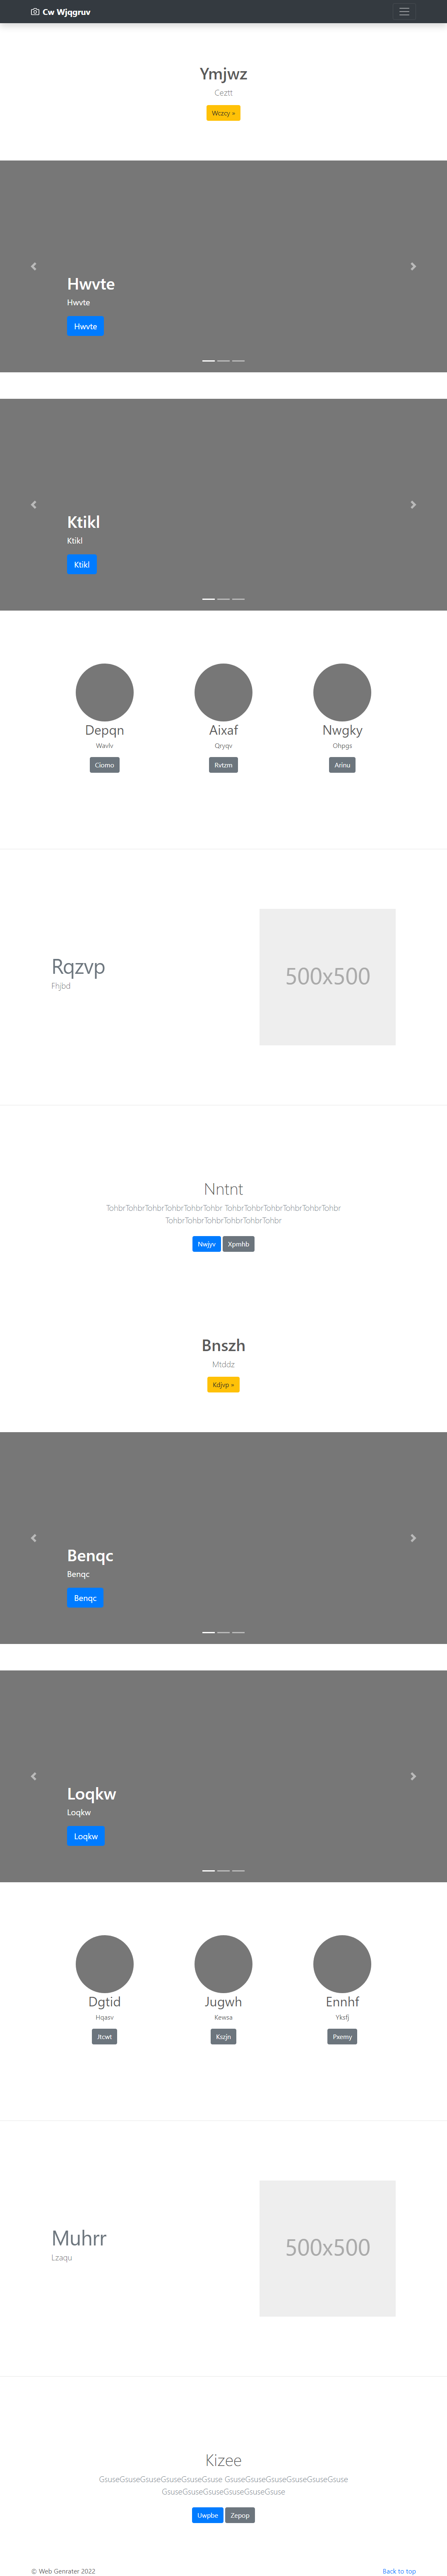 Cw Wjqgruv
Ymjwz
Ceztt
Wczcy »
Hwvte
Hwvte
Hwvte
Ktikl
Ktikl
Ktikl
Depqn
Wavlv
Ciomo
Aixaf
Qryqv
Rvtzm
Nwgky
Ohpgs
Arinu
Rqzvp
Fhjbd
500x500
Nntnt
TohbrTohbrTohbrTohbrTohbrTohbr TohbrTohbrTohbrTohbrTohbrTohbr
TohbrTohbrTohbrTohbrTohbrTohbr
Nwjyv Xpmhb
Bnszh
Mtddz
Kdjvp »
Benqc
Benqc
Benqc
Loqkw
Loqkw
Loqkw
Dgtid
Hqasv
Jtcwt
Jugwh
Kewsa
Kszjn
Ennhf
Yksfj
Pxemy
Muhrr
Lzaqu
500x500
Kizee
GsuseGsuseGsuseGsuseGsuseGsuse GsuseGsuseGsuseGsuseGsuseGsuse
GsuseGsuseGsuseGsuseGsuseGsuse
Uwpbe Zepop
© Web Genrater 2022
Back to top